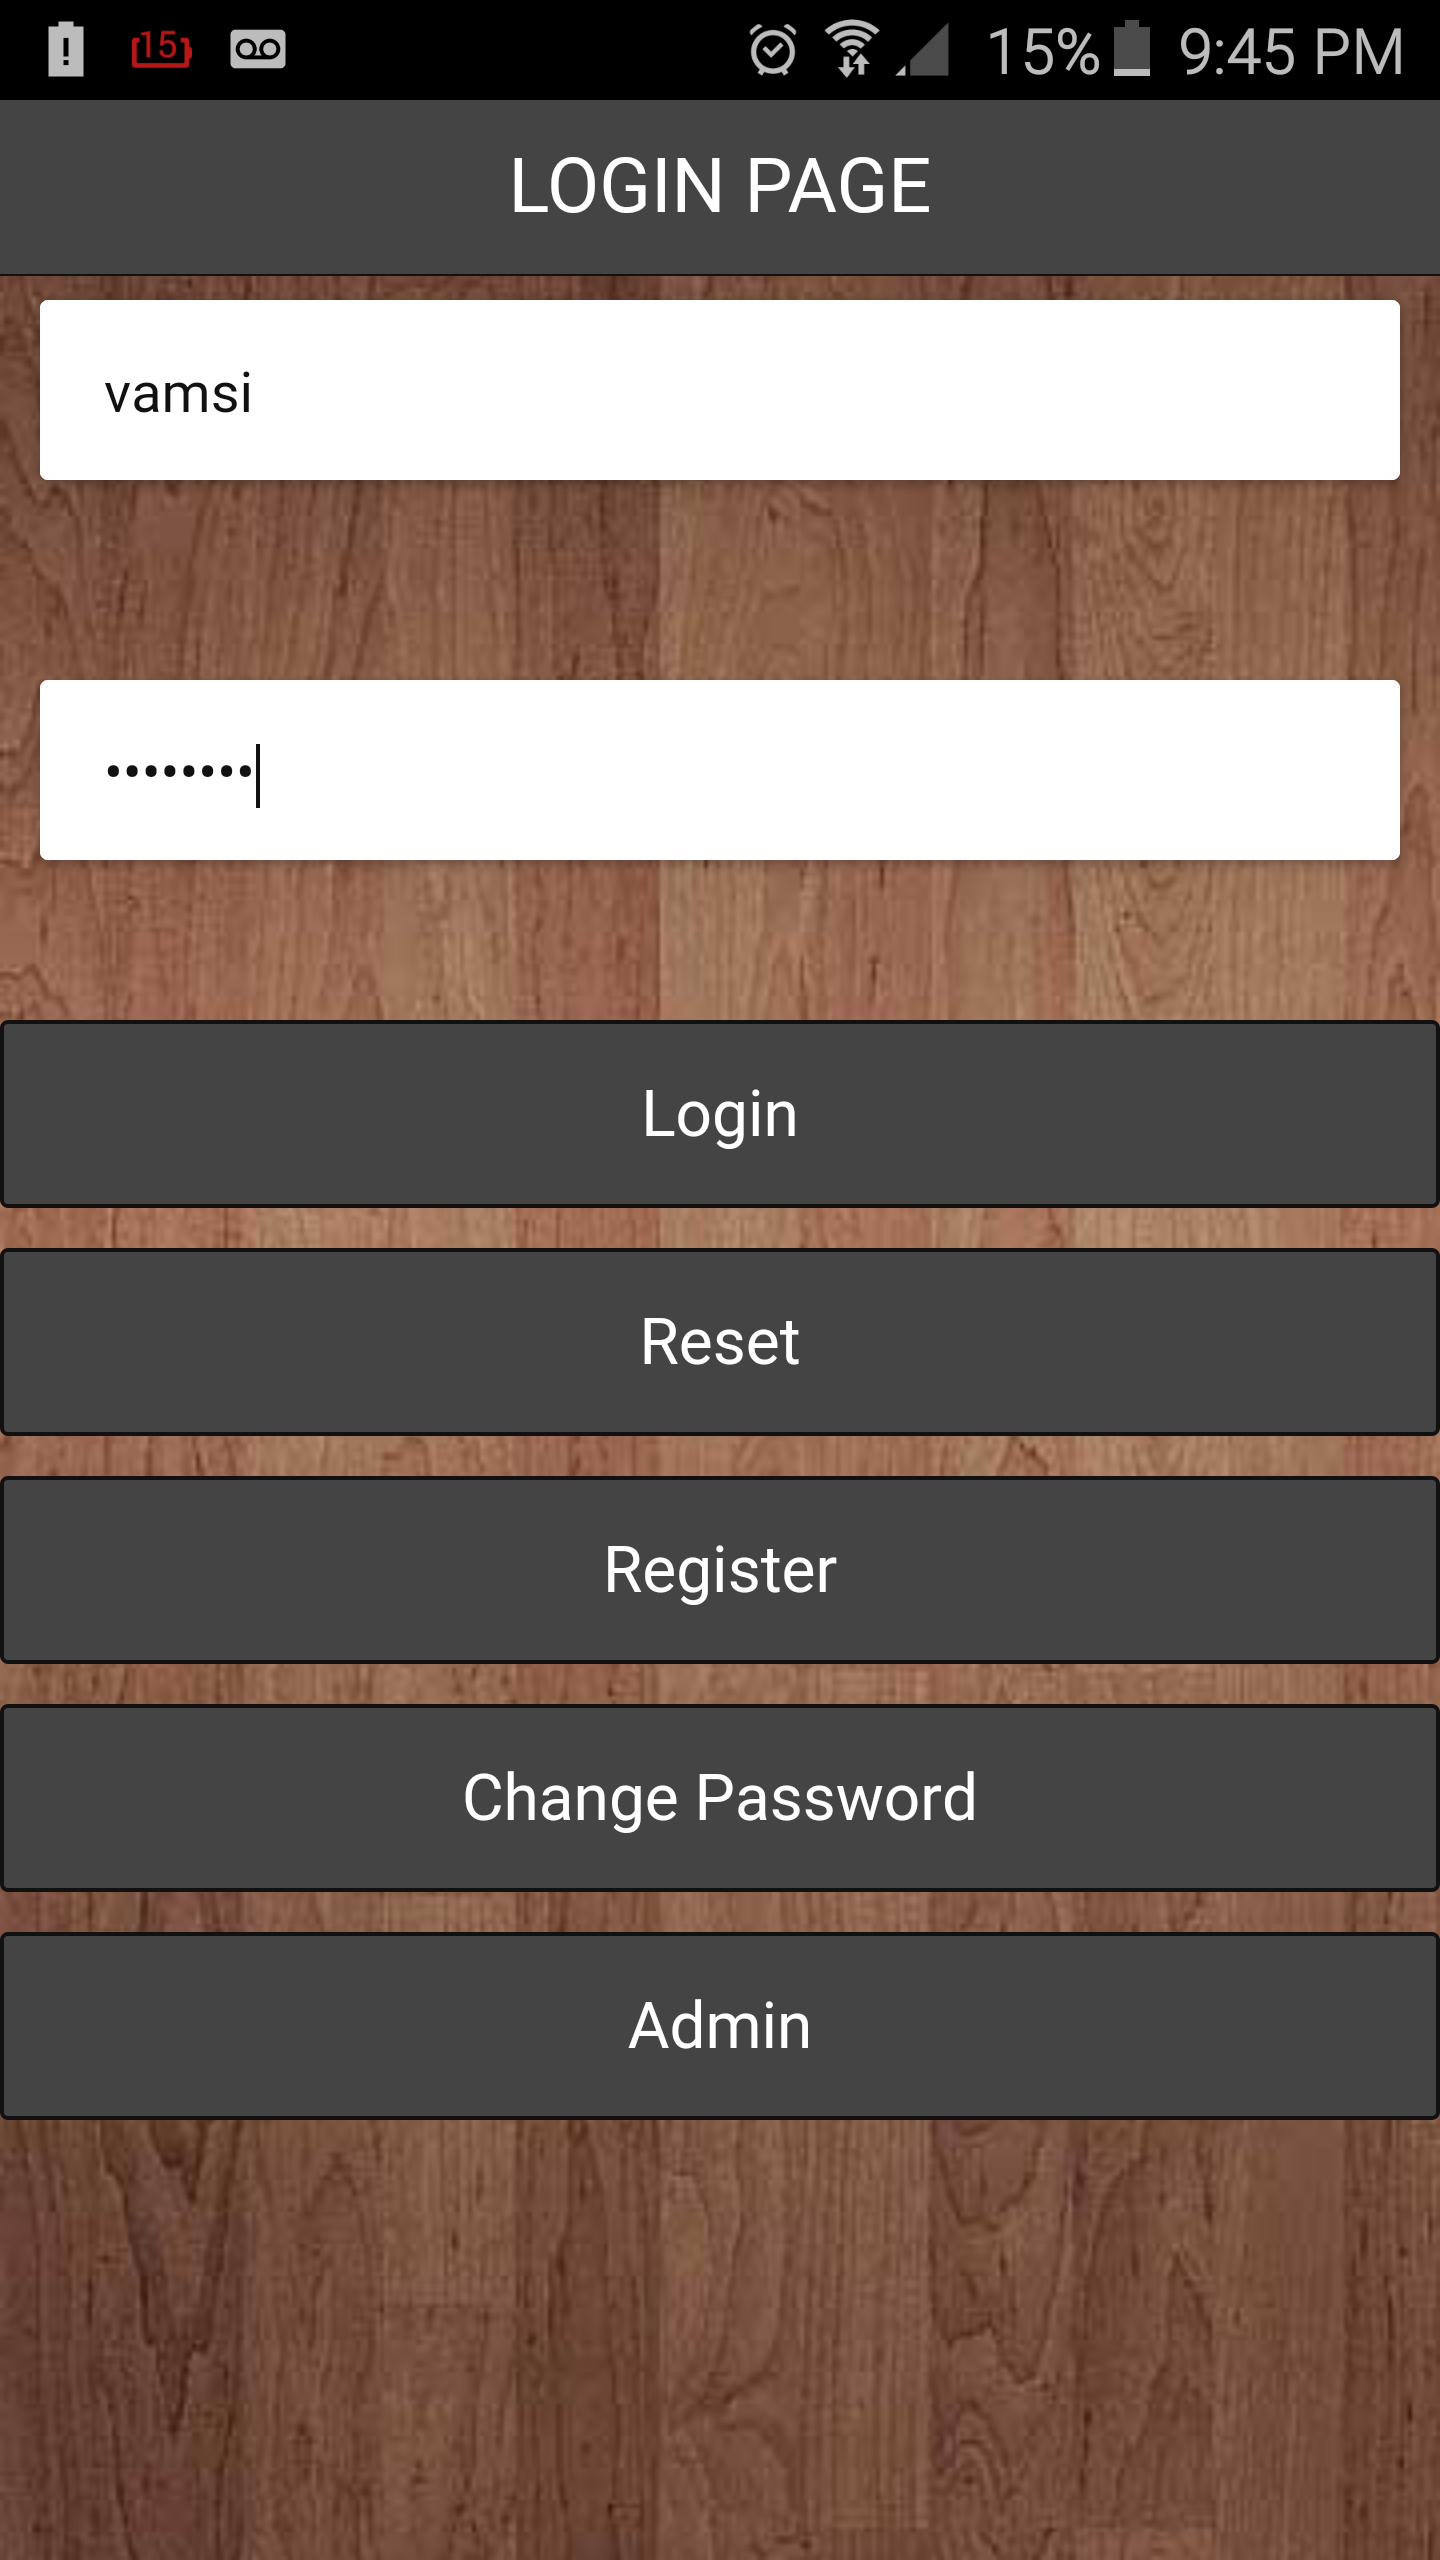 15 15% 9:45 PM
LOGIN PAGE
vamsi
••••••••
Login
Reset
Register
Change Password
Admin